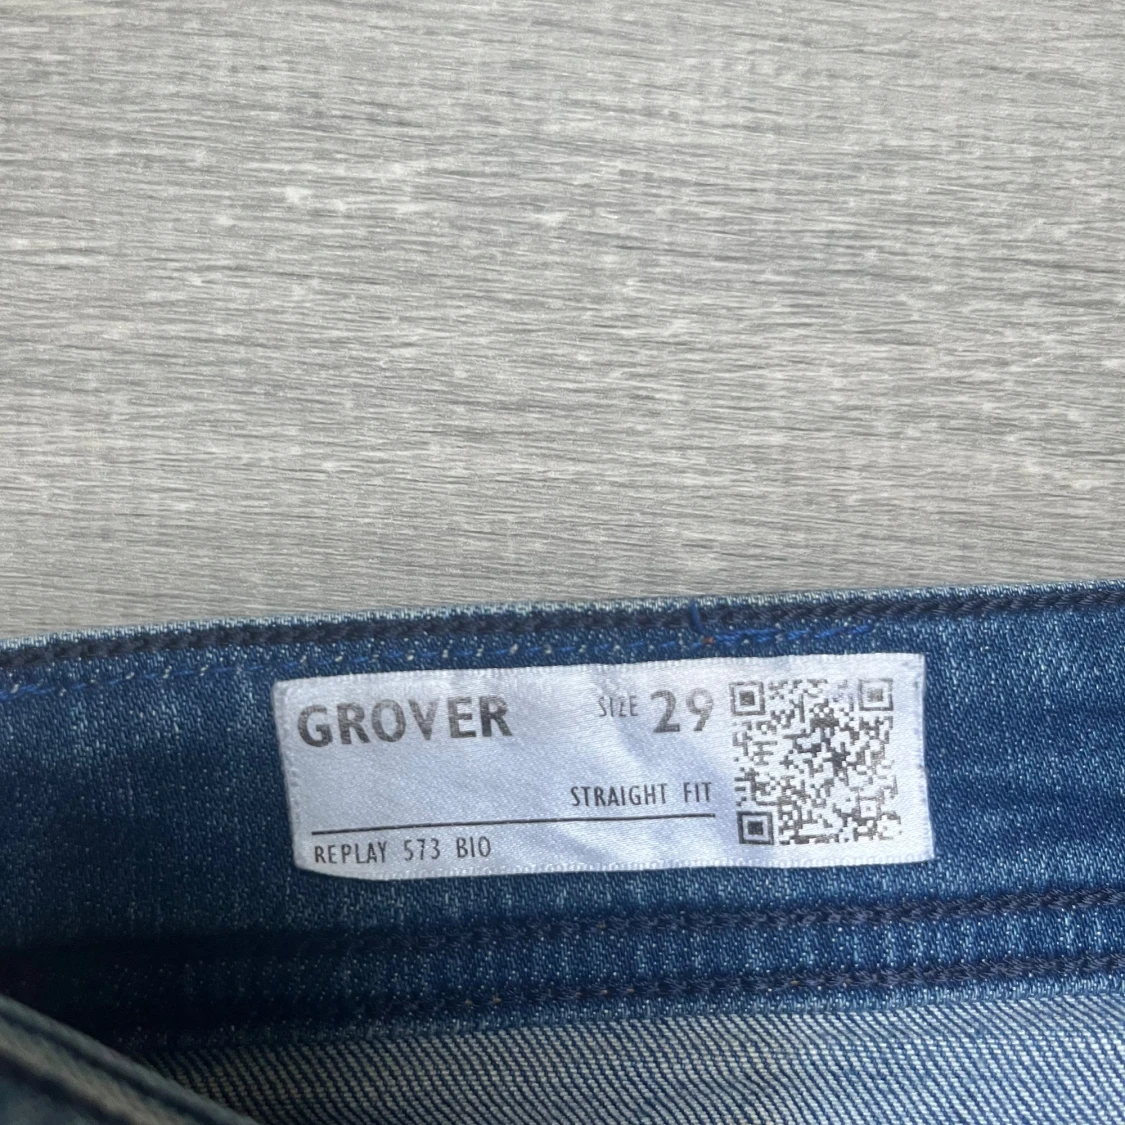 GROVER SIZE 29
STRAIGHT FIT
REPLAY 573 BIO